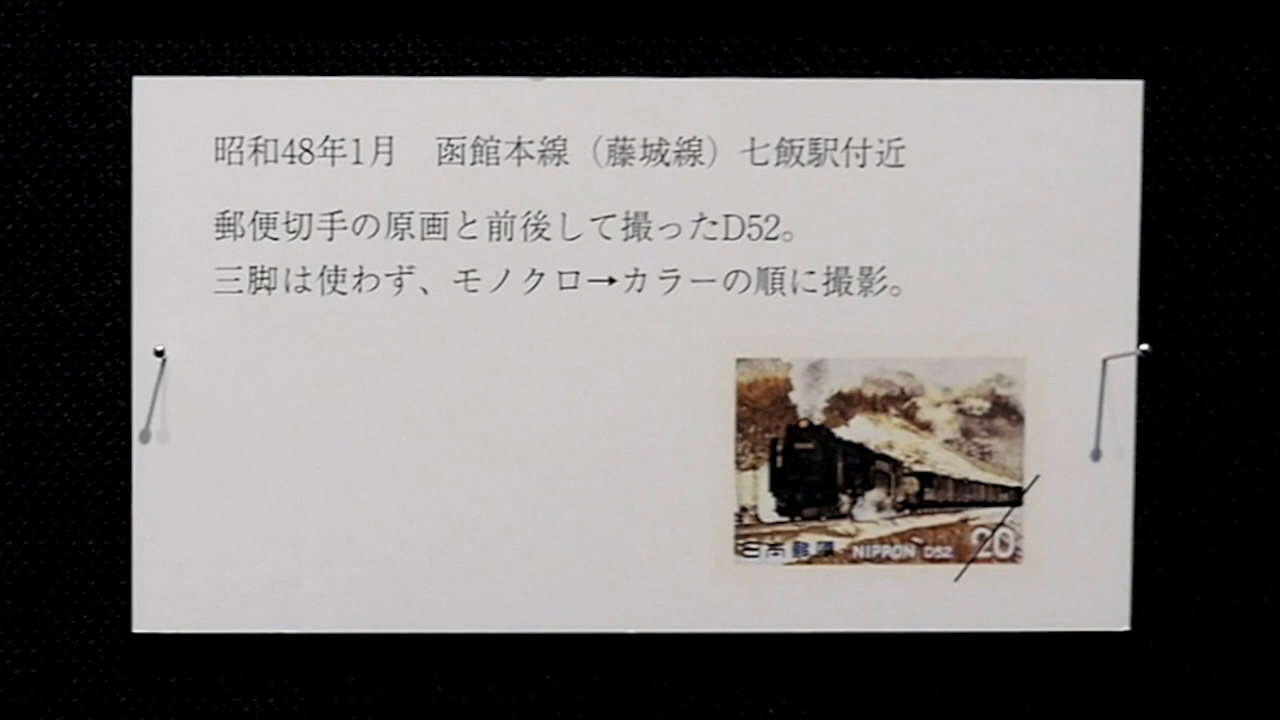 昭和48年1月　函館本線（藤城線）七飯駅付近
郵便切手の原画と前後して撮ったD52。
三脚は使わず、モノクロ→カラーの順に撮影。
日本郵便 NIPPON D52 20